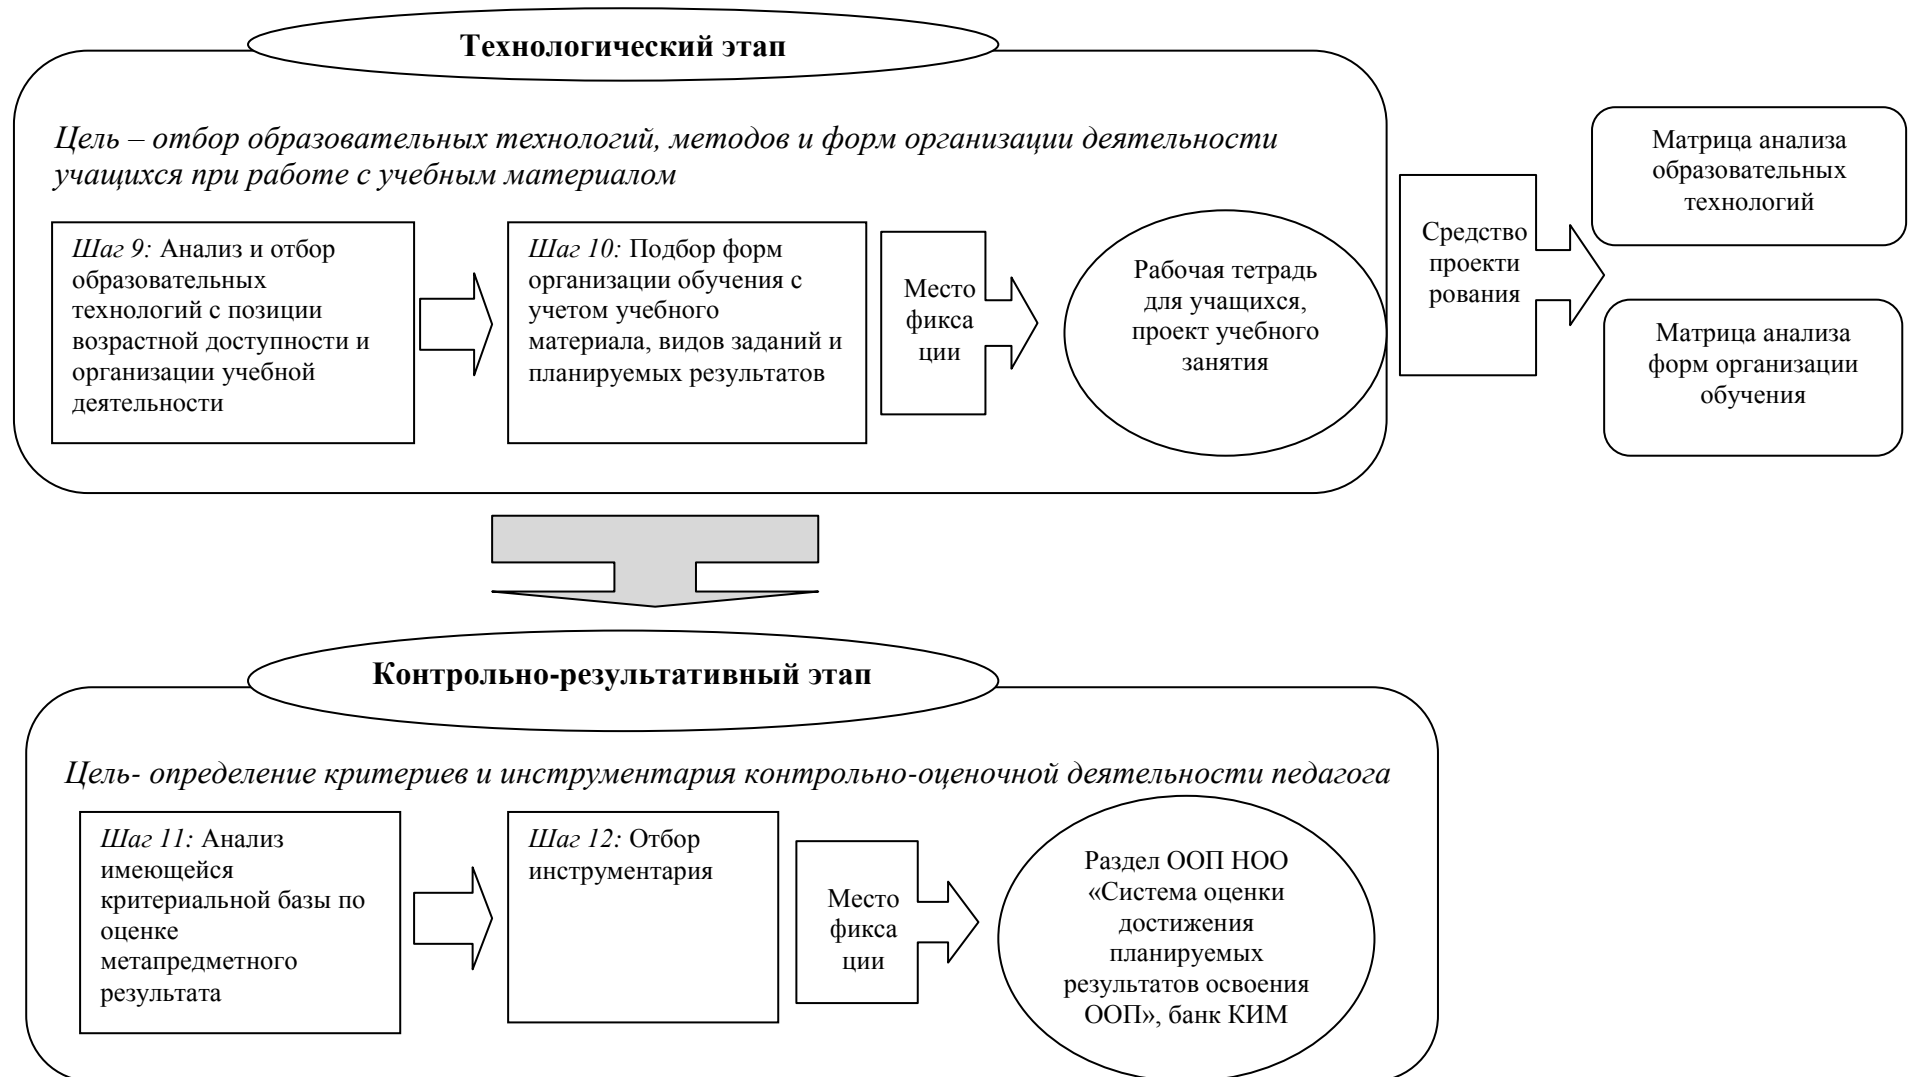 Технологический этап
Цель – отбор образовательных технологий, методов и форм организации деятельности
учащихся при работе с учебным материалом
Шаг 9: Анализ и отбор
образовательных
технологий с позиции
возрастной доступности и
организации учебной
деятельности
Шаг 10: Подбор форм
организации обучения с
учетом учебного
материала, видов заданий и
планируемых результатов
Место
фикса
ции
Рабочая тетрадь
для учащихся,
проект учебного
занятия
Средство
проекти
рования
Матрица анализа
образовательных
технологий
Матрица анализа
форм организации
обучения
Контрольно-результативный этап
Цель- определение критериев и инструментария контрольно-оценочной деятельности педагога
Шаг 11: Анализ
имеющейся
критериальной базы по
оценке
метапредметного
результата
Шаг 12: Отбор
инструментария
Место
фикса
ции
Раздел ООП НОО
«Система оценки
достижения
планируемых
результатов освоения
ООП», банк КИМ